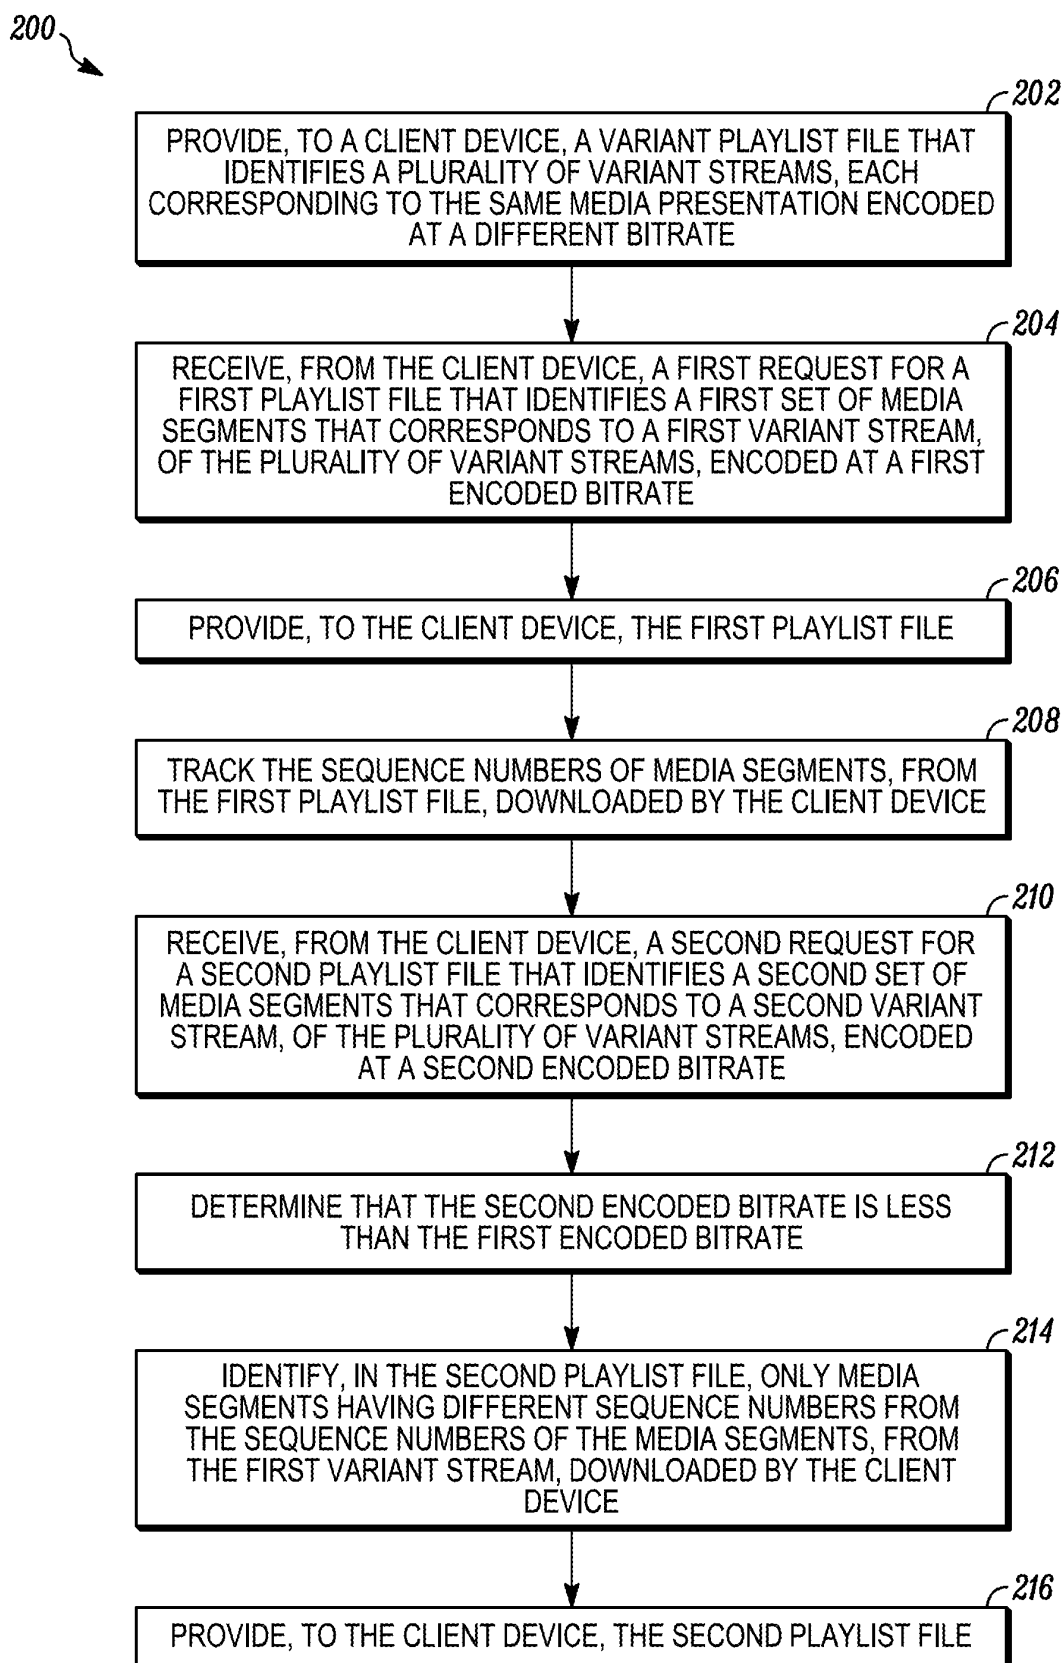 200
202
PROVIDE, TO A CLIENT DEVICE, A VARIANT PLAYLIST FILE THAT
IDENTIFIES A PLURALITY OF VARIANT STREAMS, EACH
CORRESPONDING TO THE SAME MEDIA PRESENTATION ENCODED
AT A DIFFERENT BITRATE
204
RECEIVE, FROM THE CLIENT DEVICE, A FIRST REQUEST FOR A
FIRST PLAYLIST FILE THAT IDENTIFIES A FIRST SET OF MEDIA
SEGMENTS THAT CORRESPONDS TO A FIRST VARIANT STREAM,
OF THE PLURALITY OF VARIANT STREAMS, ENCODED AT A FIRST
ENCODED BITRATE
206
PROVIDE, TO THE CLIENT DEVICE, THE FIRST PLAYLIST FILE
208
TRACK THE SEQUENCE NUMBERS OF MEDIA SEGMENTS, FROM
THE FIRST PLAYLIST FILE, DOWNLOADED BY THE CLIENT DEVICE
210
RECEIVE, FROM THE CLIENT DEVICE, A SECOND REQUEST FOR
A SECOND PLAYLIST FILE THAT IDENTIFIES A SECOND SET OF
MEDIA SEGMENTS THAT CORRESPONDS TO A SECOND VARIANT
STREAM, OF THE PLURALITY OF VARIANT STREAMS, ENCODED
AT A SECOND ENCODED BITRATE
212
DETERMINE THAT THE SECOND ENCODED BITRATE IS LESS
THAN THE FIRST ENCODED BITRATE
214
IDENTIFY, IN THE SECOND PLAYLIST FILE, ONLY MEDIA
SEGMENTS HAVING DIFFERENT SEQUENCE NUMBERS FROM
THE SEQUENCE NUMBERS OF THE MEDIA SEGMENTS, FROM
THE FIRST VARIANT STREAM, DOWNLOADED BY THE CLIENT
DEVICE
216
PROVIDE, TO THE CLIENT DEVICE, THE SECOND PLAYLIST FILE